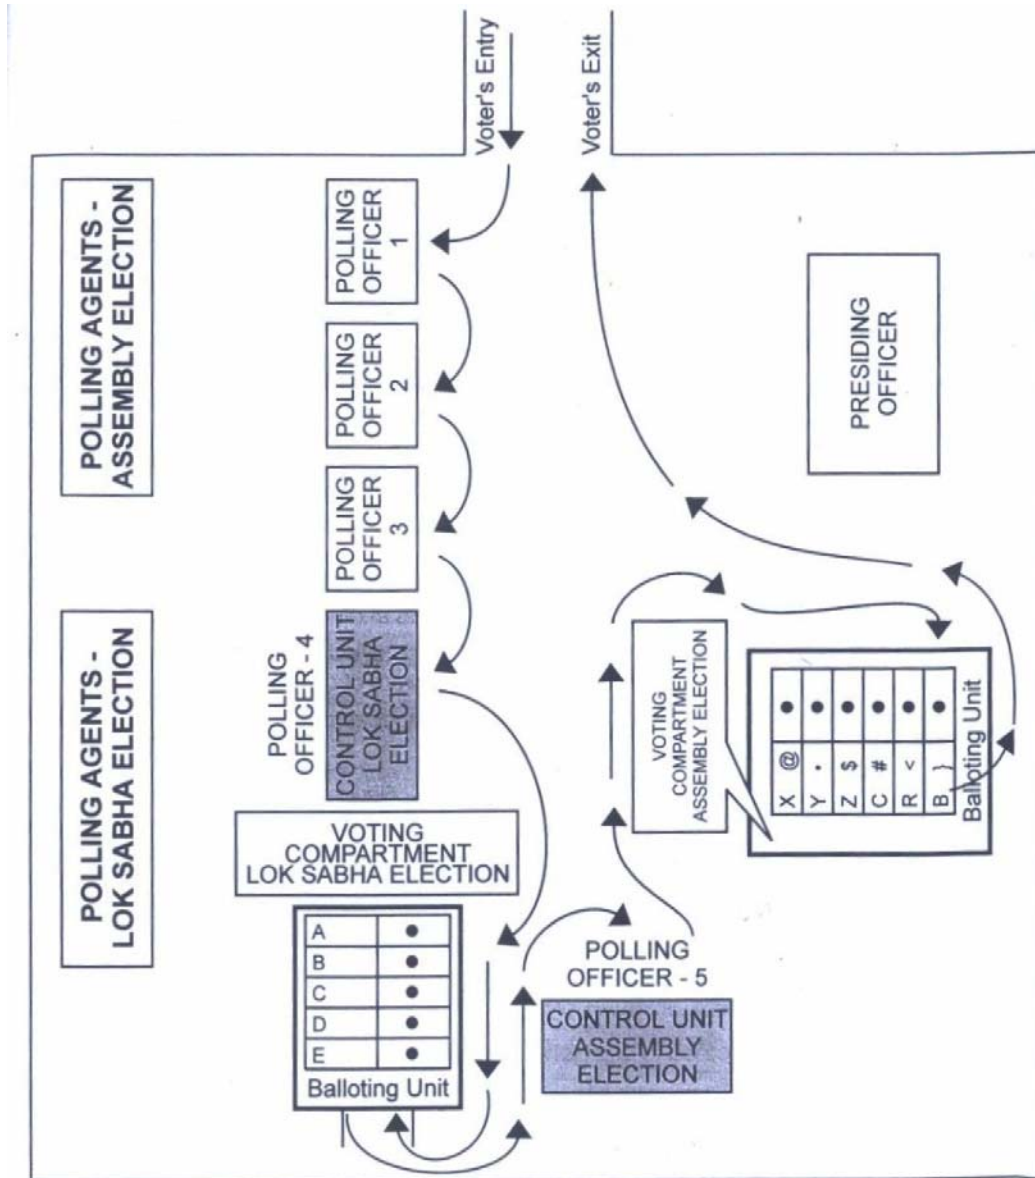 Voter's Entry
Voter's Exit
POLLING AGENTS -
ASSEMBLY ELECTION
POLLING
OFFICER
1
PRESIDING
OFFICER
POLLING
OFFICER
2
POLLING
OFFICER
3
POLLING AGENTS -
LOK SABHA ELECTION
POLLING
OFFICER - 4
CONTROL UNIT
LOK SABHA
ELECTION
VOTING
COMPARTMENT
ASSEMBLY ELECTION
X @
Y •
Z $
C #
R <
B }
Balloting Unit
VOTING
COMPARTMENT
LOK SABHA ELECTION
A
B
C
D
E
Balloting Unit
POLLING
OFFICER - 5
CONTROL UNIT
ASSEMBLY
ELECTION